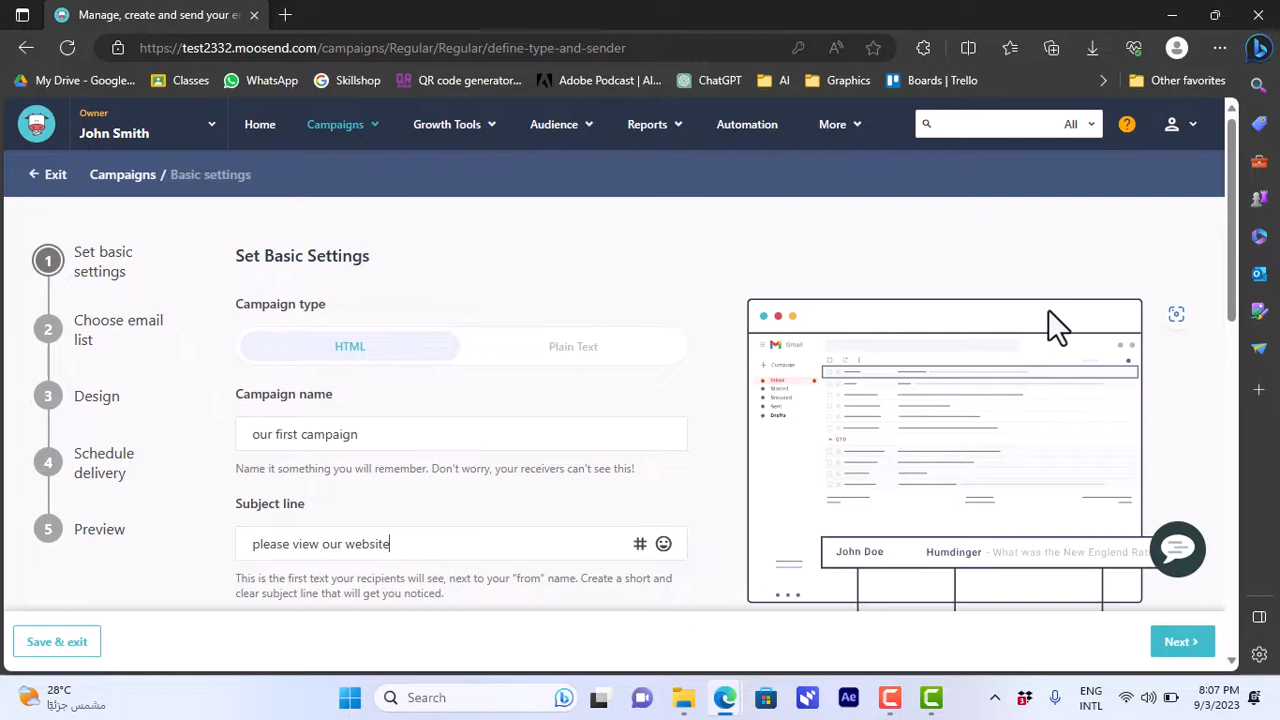 Manage, create and send your e
https://test2332.moosend.com/campaigns/Regular/Regular/define-type-and-sender
My Drive - Google...
Classes
WhatsApp
Skillshop
QR code generator...
Adobe Podcast | AI...
ChatGPT
AI
Graphics
Boards | Trello
Other favorites
Owner
John Smith
Home
Campaigns
Growth Tools
Audience
Reports
Automation
More
All
?
Exit
Campaigns / Basic settings
1
Set basic
settings
2
Choose email
list
3
Design
4
Schedule
delivery
5
Preview
Set Basic Settings
Campaign type
HTML
Plain Text
Campaign name
our first campaign
Name it something you will remember. Don't worry, your receivers can't see this!
Subject line
please view our website
This is the first text your recipients will see, next to your "from" name. Create a short and
clear subject line that will get you noticed.
Gmail
Inbox
Starred
Snoozed
Drafts
John Doe
Humdinger - What was the New Englend Rat
Save & exit
Next
28°C
مشمس جزئيًا
Search
Ae
ENG
INTL
8:07 PM
9/3/2023